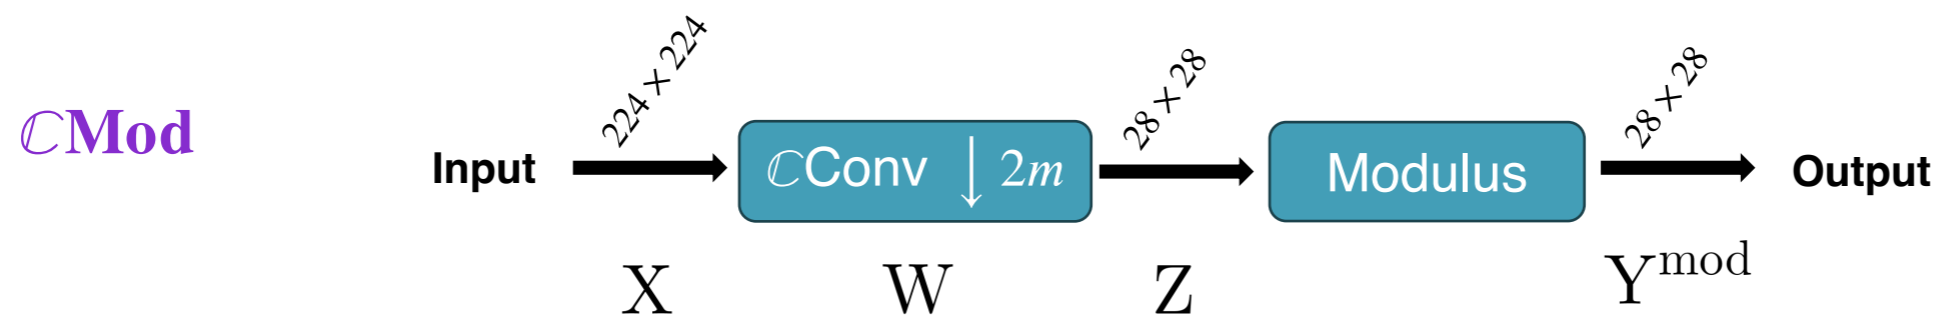 ℂMod
Input
224 × 224
ℂConv ↓ 2m
28 × 28
Modulus
28 × 28
Output
X
W
Z
Y^mod